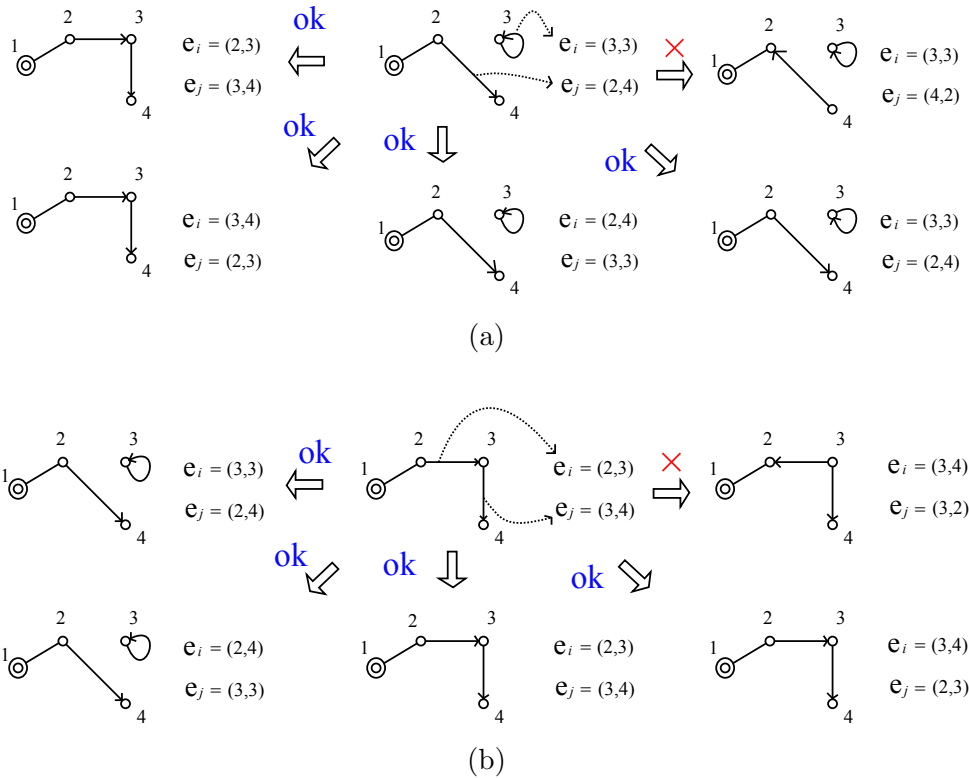 1 2 3 4 e_i = (2,3) e_j = (3,4)
ok
1 2 3 4 e_i = (3,3) e_j = (2,4)
×
1 2 3 4 e_i = (3,3) e_j = (4,2)
ok
ok
ok
1 2 3 4 e_i = (3,4) e_j = (2,3)
1 2 3 4 e_i = (2,4) e_j = (3,3)
1 2 3 4 e_i = (3,3) e_j = (2,4)
(a)
1 2 3 4 e_i = (3,3) e_j = (2,4)
ok
1 2 3 4 e_i = (2,3) e_j = (3,4)
×
1 2 3 4 e_i = (3,4) e_j = (3,2)
ok
ok
ok
1 2 3 4 e_i = (2,4) e_j = (3,3)
1 2 3 4 e_i = (2,3) e_j = (3,4)
1 2 3 4 e_i = (3,4) e_j = (2,3)
(b)